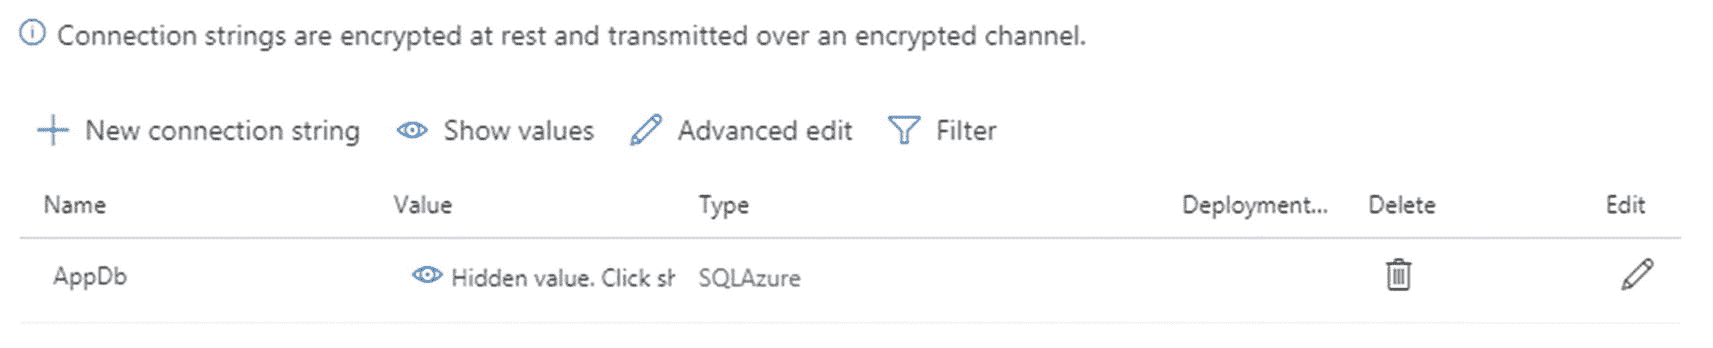 Connection strings are encrypted at rest and transmitted over an encrypted channel.
New connection string Show values Advanced edit Filter
Name Value Type Deployment... Delete Edit
AppDb Hidden value. Click sh SQLAzure